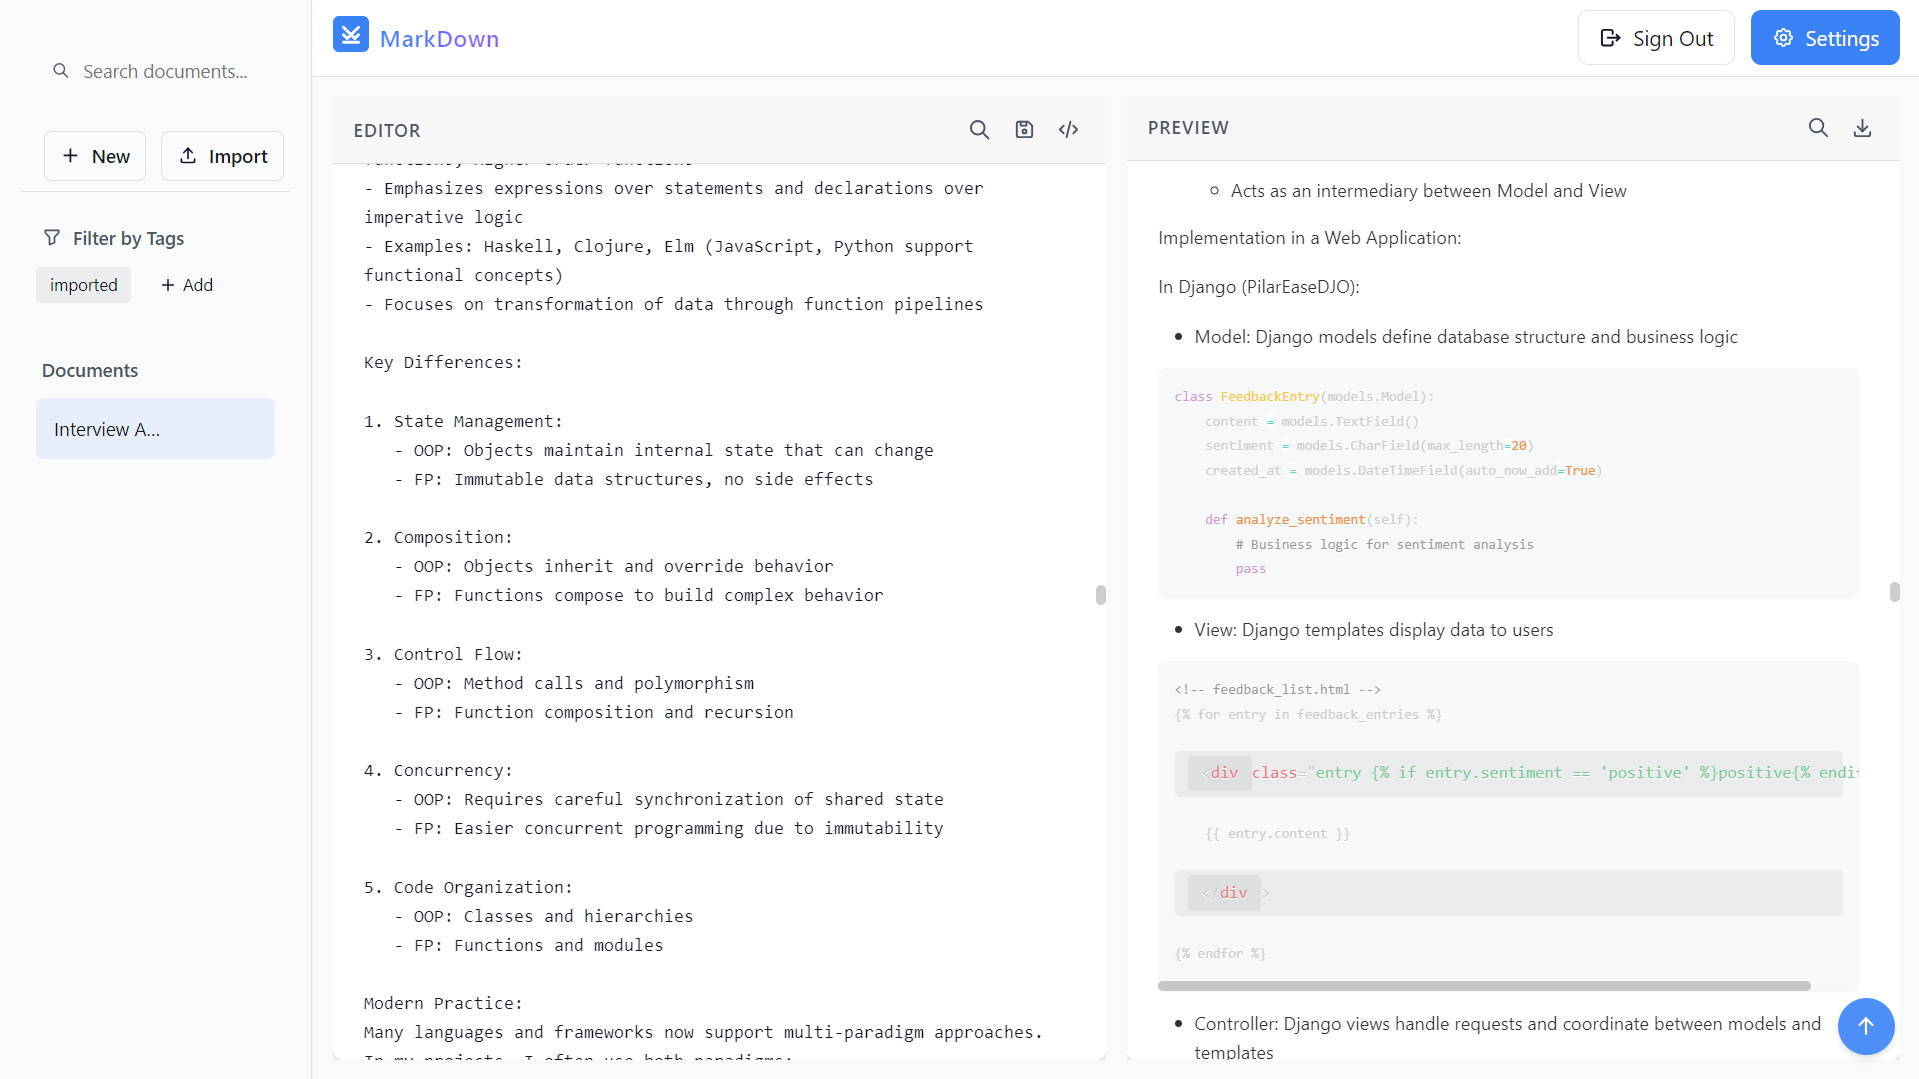 Search documents...
New
Import
Filter by Tags
imported
Add
Documents
Interview A...
MarkDown
Sign Out
Settings
EDITOR
- Emphasizes expressions over statements and declarations over
imperative logic
- Examples: Haskell, Clojure, Elm (JavaScript, Python support
functional concepts)
- Focuses on transformation of data through function pipelines
Key Differences:
1. State Management:
- OOP: Objects maintain internal state that can change
- FP: Immutable data structures, no side effects
2. Composition:
- OOP: Objects inherit and override behavior
- FP: Functions compose to build complex behavior
3. Control Flow:
- OOP: Method calls and polymorphism
- FP: Function composition and recursion
4. Concurrency:
- OOP: Requires careful synchronization of shared state
- FP: Easier concurrent programming due to immutability
5. Code Organization:
- OOP: Classes and hierarchies
- FP: Functions and modules
Modern Practice:
Many languages and frameworks now support multi-paradigm approaches.
In my projects, I often use both paradigms:
PREVIEW
Acts as an intermediary between Model and View
Implementation in a Web Application:
In Django (PilarEaseDJO):
Model: Django models define database structure and business logic
class FeedbackEntry(models.Model):
content = models.TextField()
sentiment = models.CharField(max_length=20)
created_at = models.DateTimeField(auto_now_add=True)
def analyze_sentiment(self):
# Business logic for sentiment analysis
pass
View: Django templates display data to users
<!-- feedback_list.html -->
{% for entry in feedback_entries %}
<div class="entry {% if entry.sentiment == 'positive' %}positive{% endif
{{ entry.content }}
</div >
{% endfor %}
Controller: Django views handle requests and coordinate between models and
templates